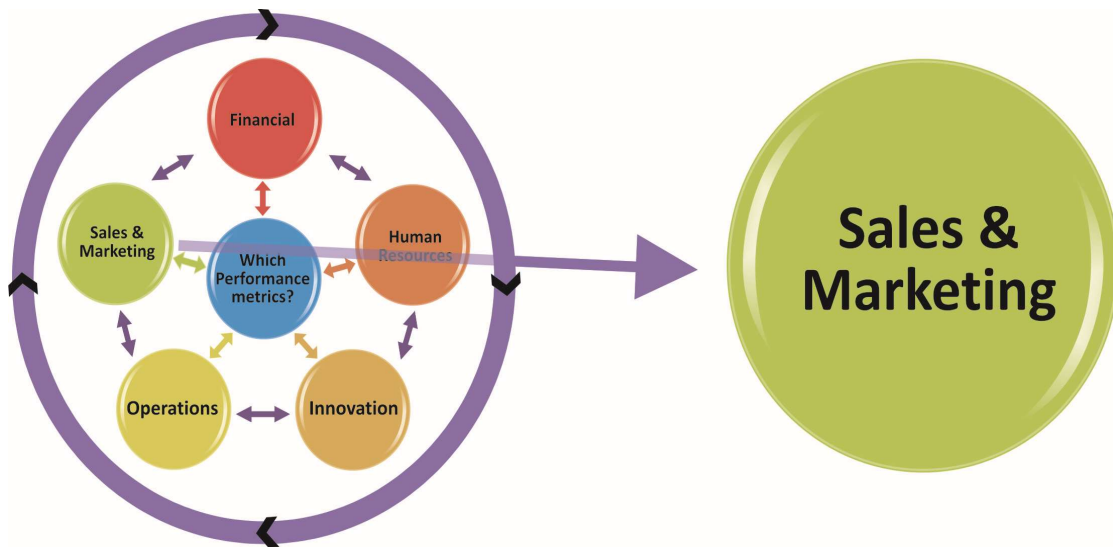 Financial
Sales &
Marketing
Human
Resources
Which
Performance
metrics?
Operations
Innovation
Sales &
Marketing